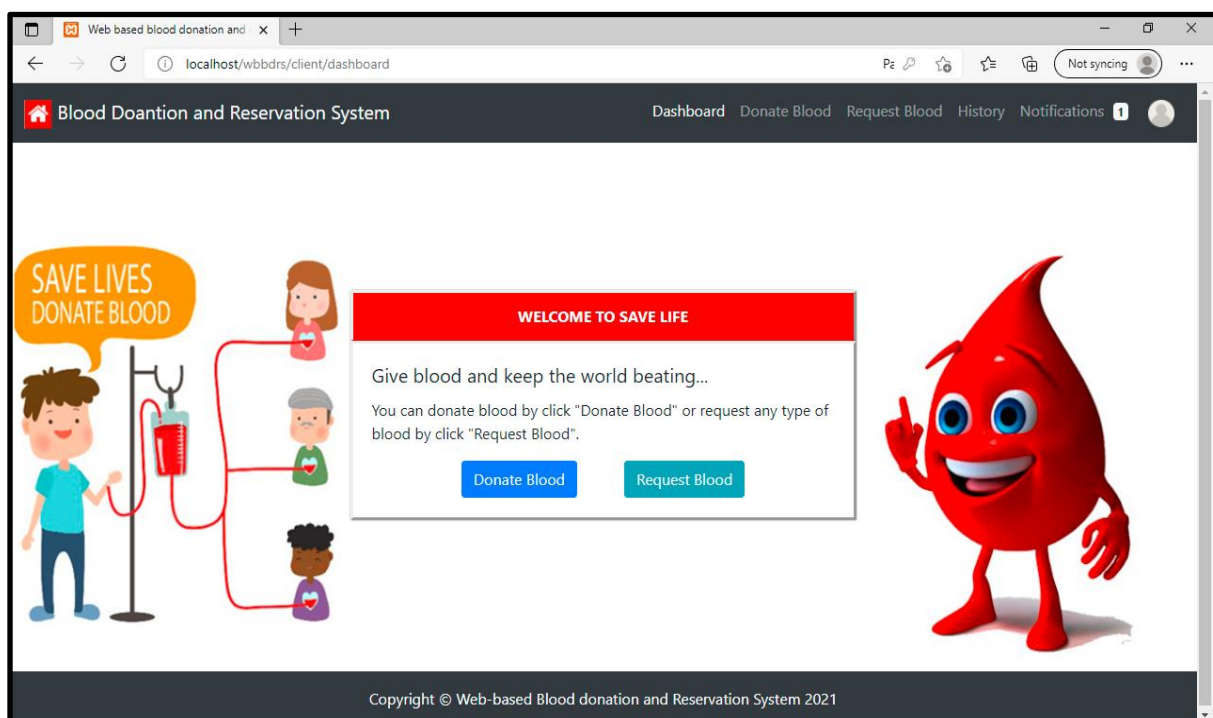 Web based blood donation and
localhost/wbbdrs/client/dashboard
Not syncing
Blood Doantion and Reservation System
Dashboard Donate Blood Request Blood History Notifications 1
SAVE LIVES
DONATE BLOOD
WELCOME TO SAVE LIFE
Give blood and keep the world beating...
You can donate blood by click "Donate Blood" or request any type of
blood by click "Request Blood".
Donate Blood Request Blood
Copyright © Web-based Blood donation and Reservation System 2021